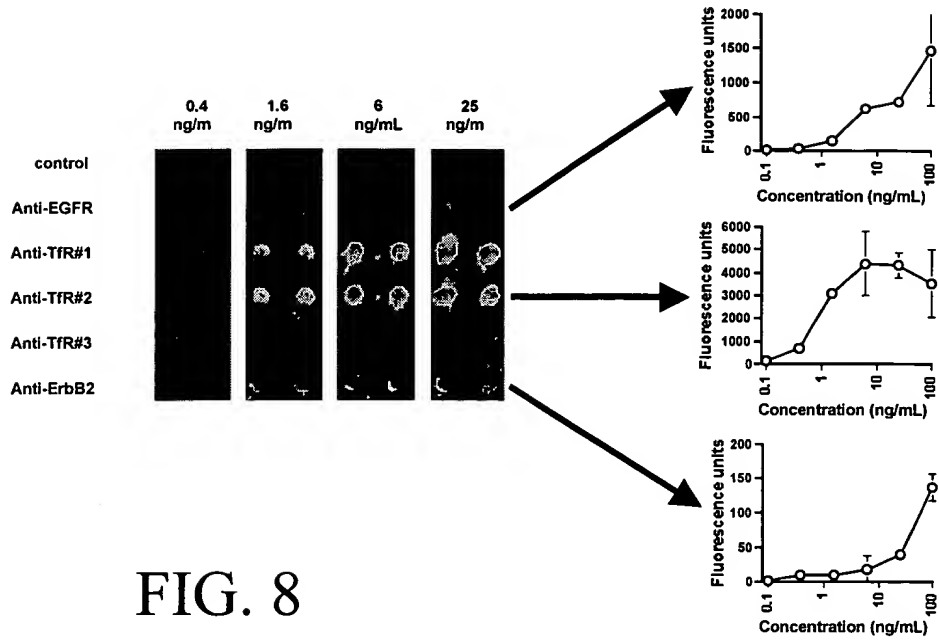 0.4
ng/m
1.6
ng/m
6
ng/mL
25
ng/m
control
Anti-EGFR
Anti-TfR#1
Anti-TfR#2
Anti-TfR#3
Anti-ErbB2
Fluorescence units
2000
1500
1000
500
0
0.1
1
10
100
Concentration (ng/mL)
Fluorescence units
6000
5000
4000
3000
2000
1000
0
0.1
1
10
100
Concentration (ng/mL)
Fluorescence units
200
150
100
50
0
0.1
1
10
100
Concentration (ng/mL)
FIG. 8